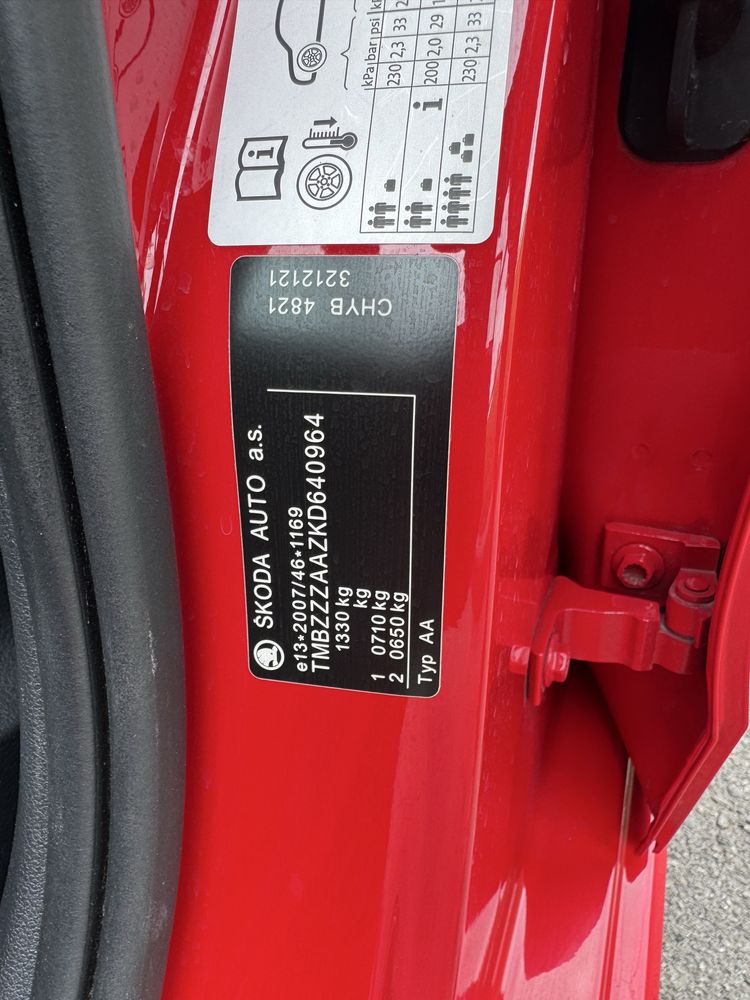 kPa|bar|psi
230 2,3 33
200 2,0 29
230 2,3 33
i
i
CHYB 4821
3212121
ŠKODA AUTO a.s.
e13*2007/46*1169
TMBZZZAAZKD640964
1330 kg
kg
1 0710 kg
2 0650 kg
Typ AA